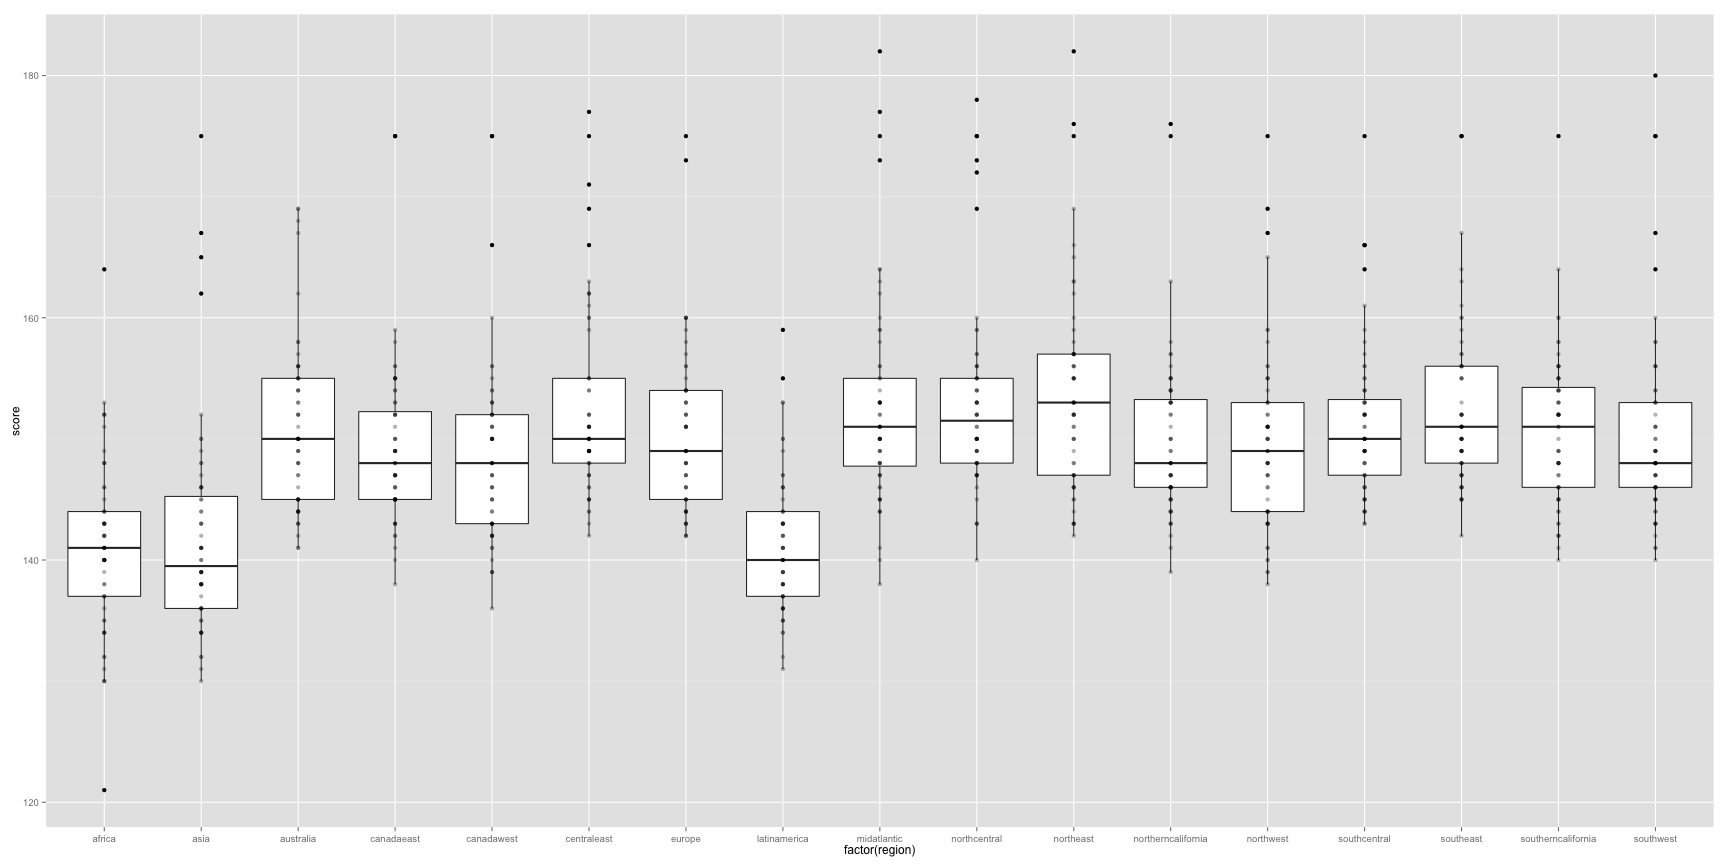 180
160
140
120
score
africa asia australia canadaeast canadawest centraleast europe latinamerica midatlantic northcentral northeast northerncalifornia northwest southcentral southeast southerncalifornia southwest
factor(region)